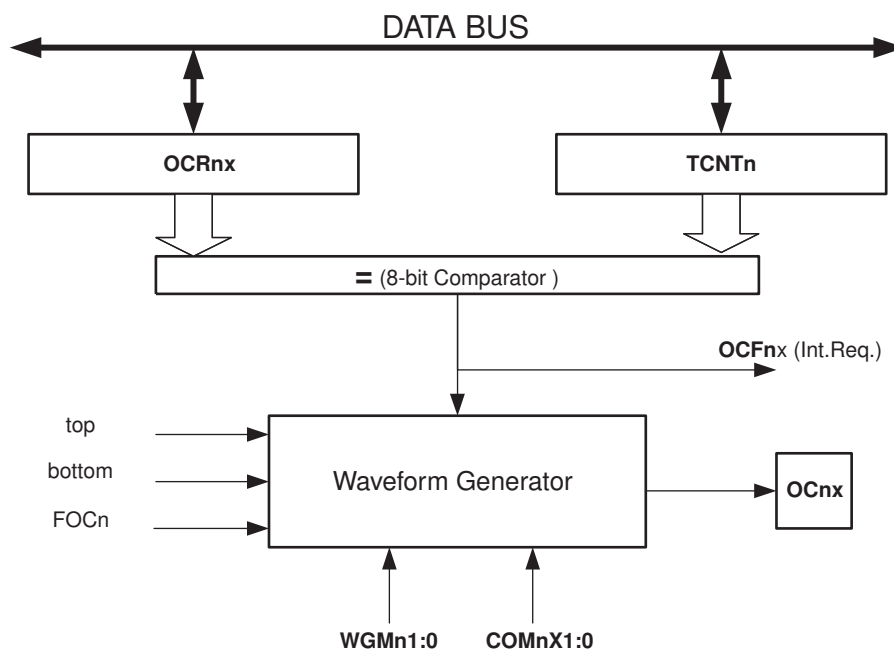 DATA BUS
OCRnx
TCNTn
= (8-bit Comparator )
OCFnx (Int.Req.)
top
bottom
FOCn
Waveform Generator
OCnx
WGMn1:0
COMnX1:0